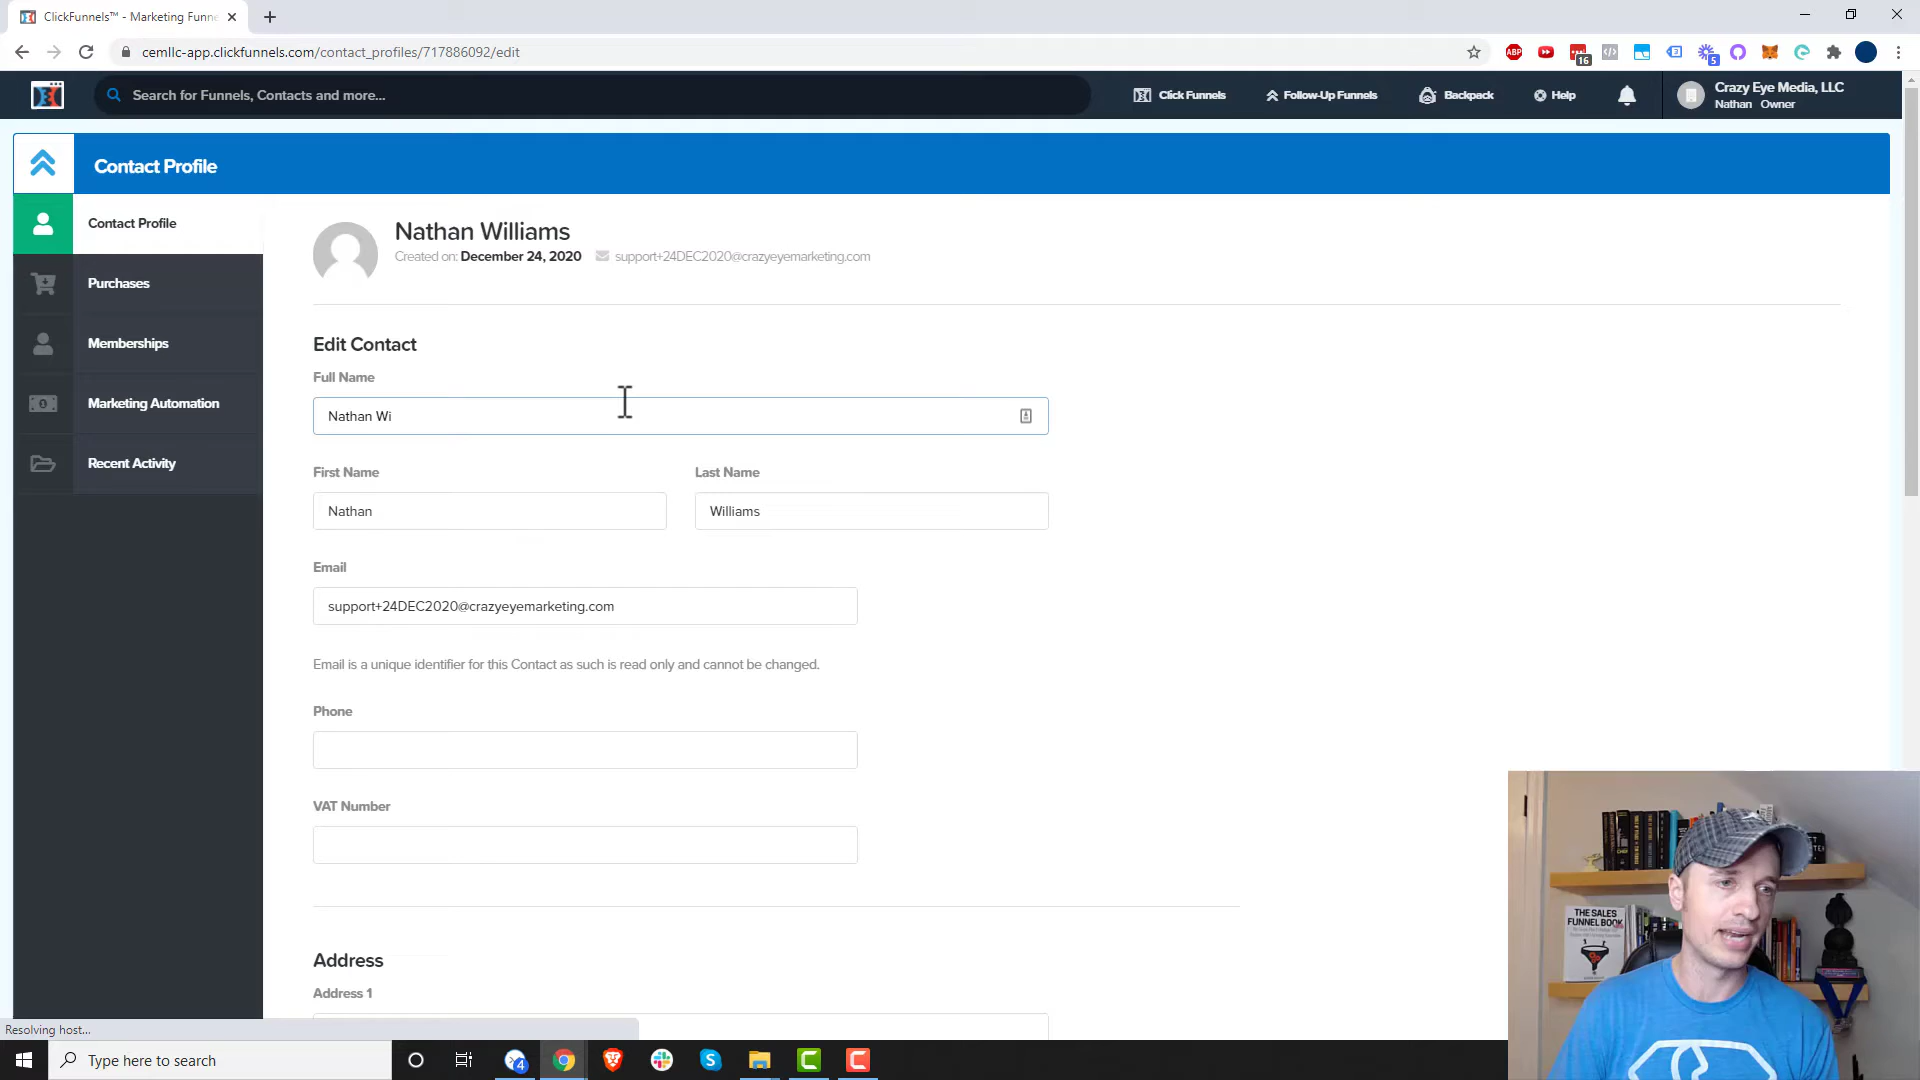 ClickFunnels™ - Marketing Funne
cemllc-app.clickfunnels.com/contact_profiles/717886092/edit
ABP
16
5
Search for Funnels, Contacts and more...
Click Funnels
Follow-Up Funnels
Backpack
Help
Crazy Eye Media, LLC
Nathan Owner
Contact Profile
Contact Profile
Purchases
Memberships
Marketing Automation
Recent Activity
Nathan Williams
Created on: December 24, 2020
support+24DEC2020@crazyeyemarketing.com
Edit Contact
Full Name
Nathan Wi
First Name
Last Name
Nathan
Williams
Email
support+24DEC2020@crazyeyemarketing.com
Email is a unique identifier for this Contact as such is read only and cannot be changed.
Phone
VAT Number
Address
Address 1
THE SALES
FUNNEL BOOK
Resolving host...
Type here to search
4